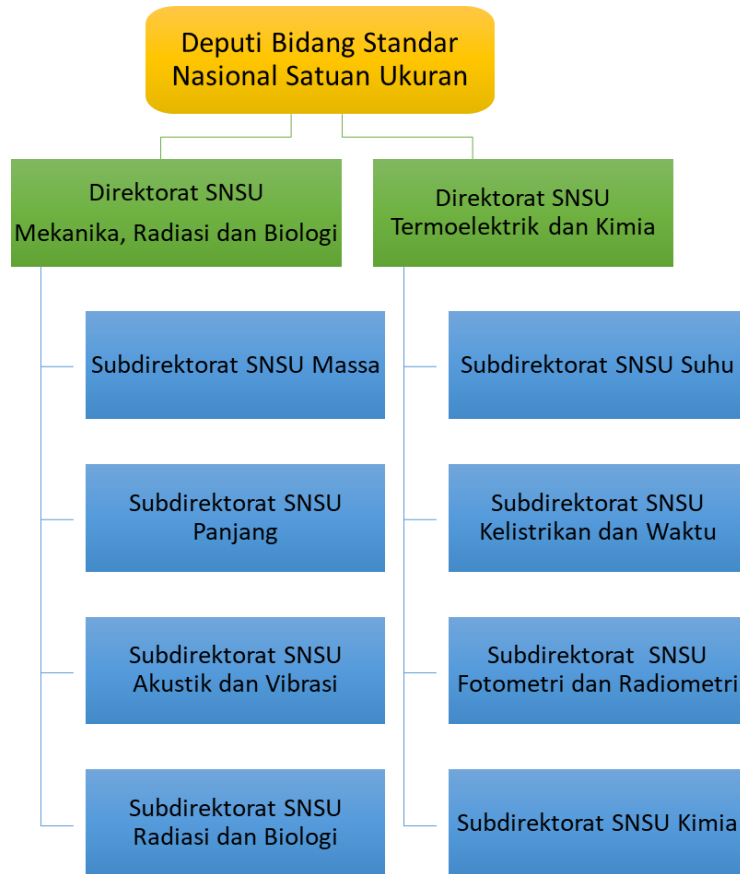 Deputi Bidang Standar
Nasional Satuan Ukuran
Direktorat SNSU
Mekanika, Radiasi dan Biologi
Direktorat SNSU
Termoelektrik dan Kimia
Subdirektorat SNSU Massa
Subdirektorat SNSU Suhu
Subdirektorat SNSU
Panjang
Subdirektorat SNSU
Kelistrikan dan Waktu
Subdirektorat SNSU
Akustik dan Vibrasi
Subdirektorat SNSU
Fotometri dan Radiometri
Subdirektorat SNSU
Radiasi dan Biologi
Subdirektorat SNSU Kimia